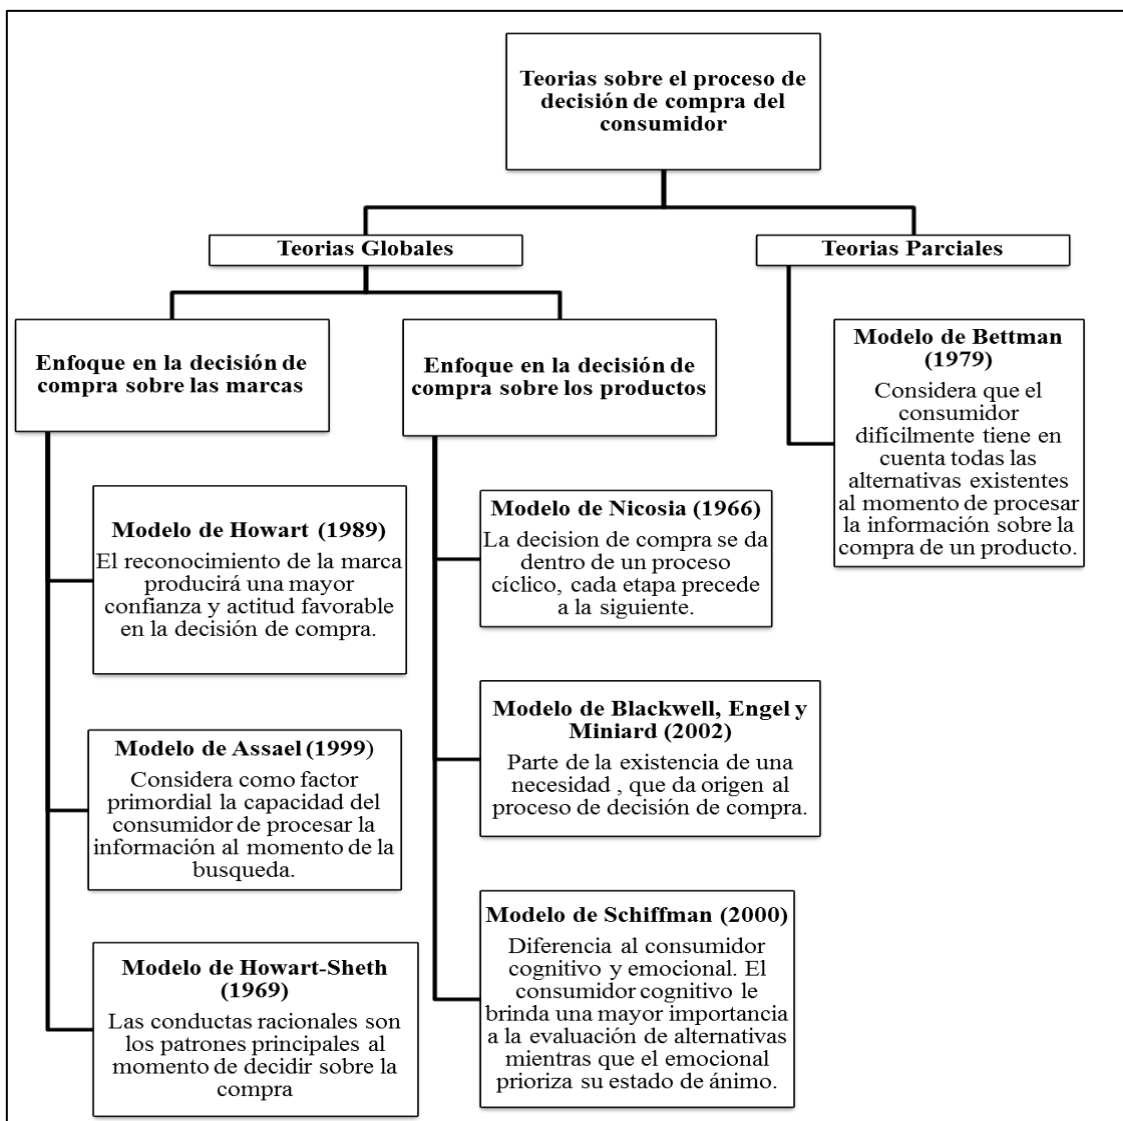 Teorias sobre el proceso de
decisión de compra del
consumidor
Teorias Globales
Teorias Parciales
Enfoque en la decisión de
compra sobre las marcas
Enfoque en la decisión de
compra sobre los productos
Modelo de Bettman
(1979)
Considera que el
consumidor
difícilmente tiene en
cuenta todas las
alternativas existentes
al momento de procesar
la información sobre la
compra de un producto.
Modelo de Howart (1989)
El reconocimiento de la marca
producirá una mayor
confianza y actitud favorable
en la decisión de compra.
Modelo de Nicosia (1966)
La decision de compra se da
dentro de un proceso
cíclico, cada etapa precede
a la siguiente.
Modelo de Assael (1999)
Considera como factor
primordial la capacidad del
consumidor de procesar la
información al momento de la
busqueda.
Modelo de Blackwell, Engel y
Miniard (2002)
Parte de la existencia de una
necesidad , que da origen al
proceso de decisión de compra.
Modelo de Howart-Sheth
(1969)
Las conductas racionales son
los patrones principales al
momento de decidir sobre la
compra
Modelo de Schiffman (2000)
Diferencia al consumidor
cognitivo y emocional. El
consumidor cognitivo le
brinda una mayor importancia
a la evaluación de alternativas
mientras que el emocional
prioriza su estado de ánimo.